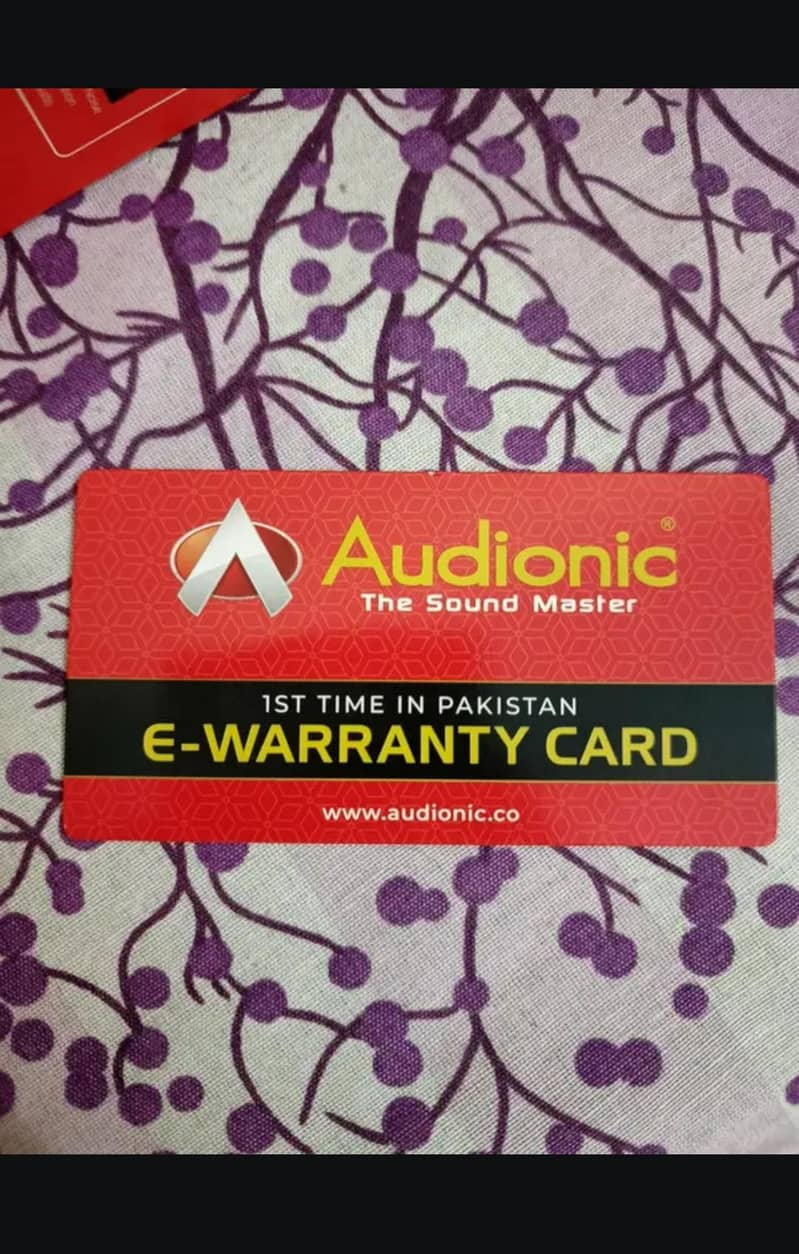 Audionic®
The Sound Master
1ST TIME IN PAKISTAN
E-WARRANTY CARD
www.audionic.co